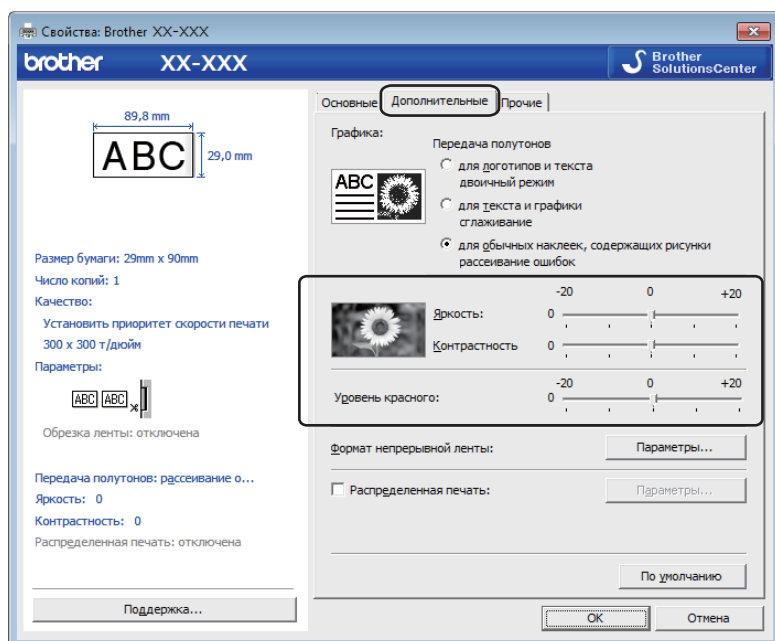 Свойства: Brother XX-XXX
brother XX-XXX
Brother
SolutionsCenter
89,8 mm
ABC
29,0 mm
Размер бумаги: 29mm x 90mm
Число копий: 1
Качество:
Установить приоритет скорости печати
300 x 300 т/дюйм
Параметры:
ABC ABC
Обрезка ленты: отключена
Передача полутонов: рассеивание о...
Яркость: 0
Контрастность: 0
Распределенная печать: отключена
Поддержка...
Основные Дополнительные Прочие
Графика:
Передача полутонов
ABC
для логотипов и текста
двоичный режим
для текста и графики
сглаживание
для обычных наклеек, содержащих рисунки
рассеивание ошибок
-20 0 +20
Яркость: 0
Контрастность 0
-20 0 +20
Уровень красного: 0
Формат непрерывной ленты: Параметры...
Распределенная печать: Параметры...
По умолчанию
OK Отмена